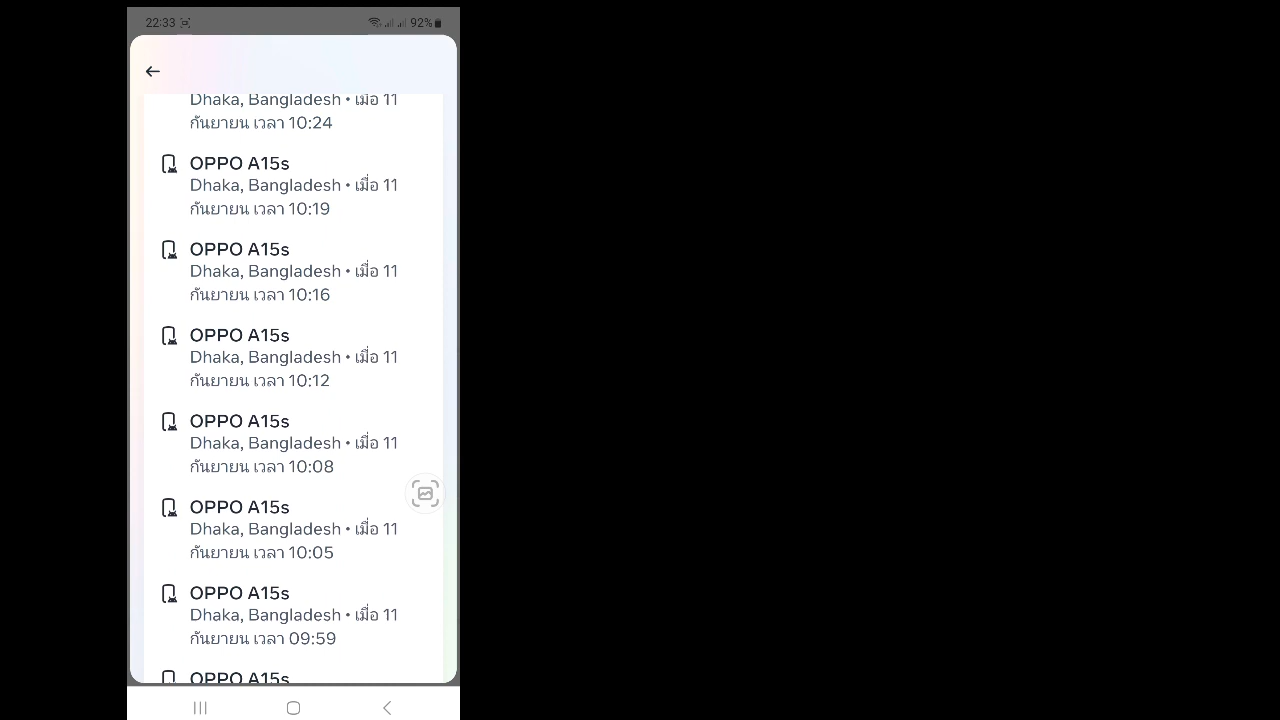 22:33
92%
Dhaka, Bangladesh • เมื่อ 11
กันยายน เวลา 10:24
OPPO A15s
Dhaka, Bangladesh • เมื่อ 11
กันยายน เวลา 10:19
OPPO A15s
Dhaka, Bangladesh • เมื่อ 11
กันยายน เวลา 10:16
OPPO A15s
Dhaka, Bangladesh • เมื่อ 11
กันยายน เวลา 10:12
OPPO A15s
Dhaka, Bangladesh • เมื่อ 11
กันยายน เวลา 10:08
OPPO A15s
Dhaka, Bangladesh • เมื่อ 11
กันยายน เวลา 10:05
OPPO A15s
Dhaka, Bangladesh • เมื่อ 11
กันยายน เวลา 09:59
OPPO A15s